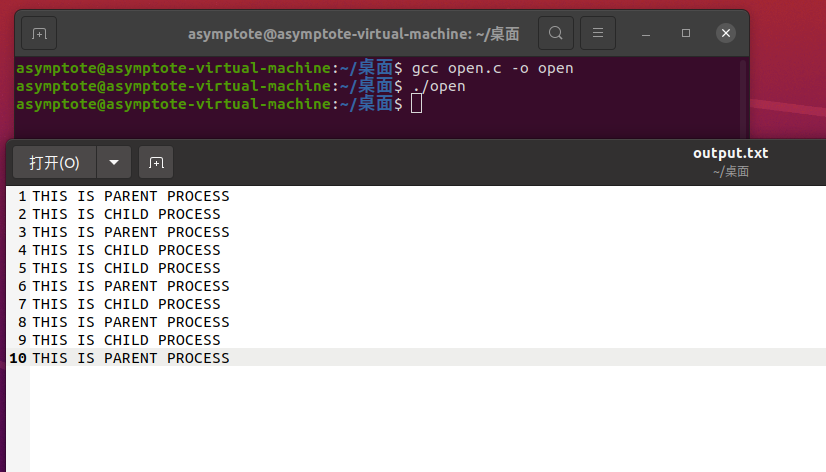 asymptote@asymptote-virtual-machine: ~/桌面
asymptote@asymptote-virtual-machine:~/桌面$ gcc open.c -o open
asymptote@asymptote-virtual-machine:~/桌面$ ./open
asymptote@asymptote-virtual-machine:~/桌面$
打开(O)
output.txt
~/桌面
1 THIS IS PARENT PROCESS
2 THIS IS CHILD PROCESS
3 THIS IS PARENT PROCESS
4 THIS IS CHILD PROCESS
5 THIS IS CHILD PROCESS
6 THIS IS PARENT PROCESS
7 THIS IS CHILD PROCESS
8 THIS IS PARENT PROCESS
9 THIS IS CHILD PROCESS
10 THIS IS PARENT PROCESS